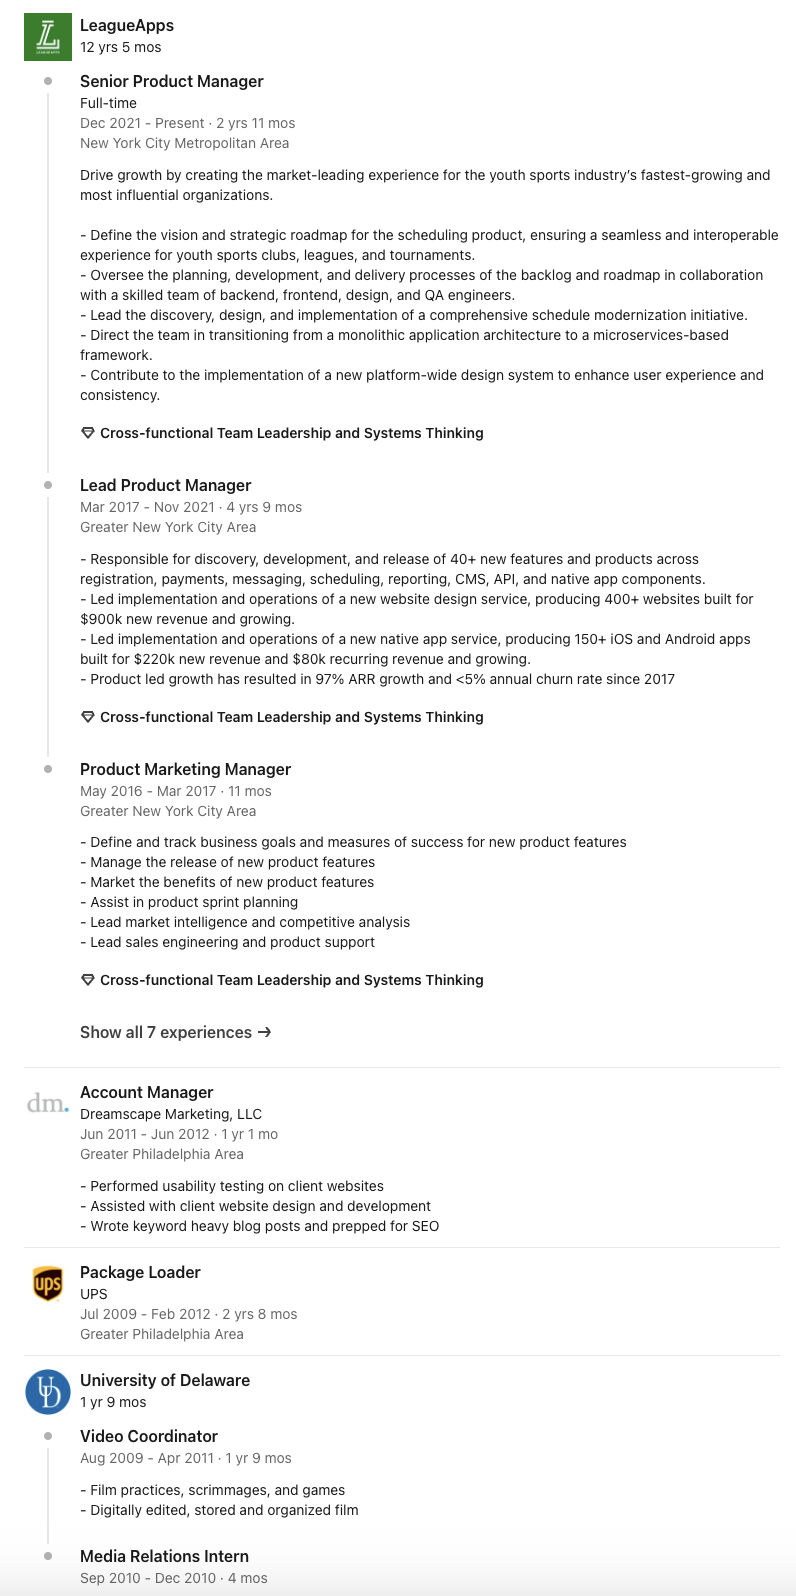 LeagueApps
12 yrs 5 mos
Senior Product Manager
Full-time
Dec 2021 - Present · 2 yrs 11 mos
New York City Metropolitan Area
Drive growth by creating the market-leading experience for the youth sports industry's fastest-growing and
most influential organizations.
- Define the vision and strategic roadmap for the scheduling product, ensuring a seamless and interoperable
experience for youth sports clubs, leagues, and tournaments.
- Oversee the planning, development, and delivery processes of the backlog and roadmap in collaboration
with a skilled team of backend, frontend, design, and QA engineers.
- Lead the discovery, design, and implementation of a comprehensive schedule modernization initiative.
- Direct the team in transitioning from a monolithic application architecture to a microservices-based
framework.
- Contribute to the implementation of a new platform-wide design system to enhance user experience and
consistency.
Cross-functional Team Leadership and Systems Thinking
Lead Product Manager
Mar 2017 - Nov 2021 · 4 yrs 9 mos
Greater New York City Area
- Responsible for discovery, development, and release of 40+ new features and products across
registration, payments, messaging, scheduling, reporting, CMS, API, and native app components.
- Led implementation and operations of a new website design service, producing 400+ websites built for
$900k new revenue and growing.
- Led implementation and operations of a new native app service, producing 150+ iOS and Android apps
built for $220k new revenue and $80k recurring revenue and growing.
- Product led growth has resulted in 97% ARR growth and <5% annual churn rate since 2017
Cross-functional Team Leadership and Systems Thinking
Product Marketing Manager
May 2016 - Mar 2017 · 11 mos
Greater New York City Area
- Define and track business goals and measures of success for new product features
- Manage the release of new product features
- Market the benefits of new product features
- Assist in product sprint planning
- Lead market intelligence and competitive analysis
- Lead sales engineering and product support
Cross-functional Team Leadership and Systems Thinking
Show all 7 experiences →
dm.
Account Manager
Dreamscape Marketing, LLC
Jun 2011 - Jun 2012 · 1 yr 1 mo
Greater Philadelphia Area
- Performed usability testing on client websites
- Assisted with client website design and development
- Wrote keyword heavy blog posts and prepped for SEO
ups
Package Loader
UPS
Jul 2009 - Feb 2012 · 2 yrs 8 mos
Greater Philadelphia Area
UD
University of Delaware
1 yr 9 mos
Video Coordinator
Aug 2009 - Apr 2011 · 1 yr 9 mos
- Film practices, scrimmages, and games
- Digitally edited, stored and organized film
Media Relations Intern
Sep 2010 - Dec 2010 · 4 mos